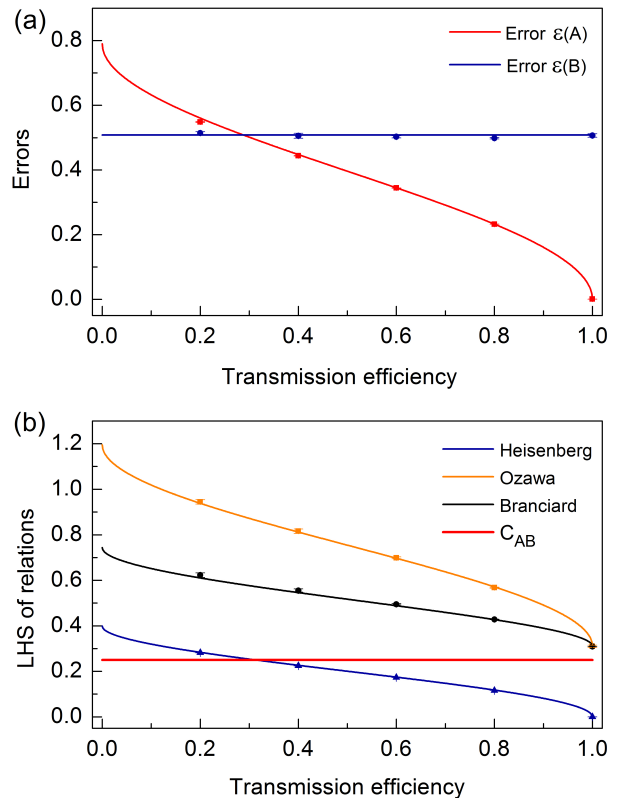 (a)
0.8
Error ε(A)
Error ε(B)
0.6
0.4
0.2
0.0
Errors
0.0 0.2 0.4 0.6 0.8 1.0
Transmission efficiency
(b)
1.2
Heisenberg
Ozawa
1.0
Branciard
C_AB
0.8
0.6
0.4
0.2
0.0
LHS of relations
0.0 0.2 0.4 0.6 0.8 1.0
Transmission efficiency